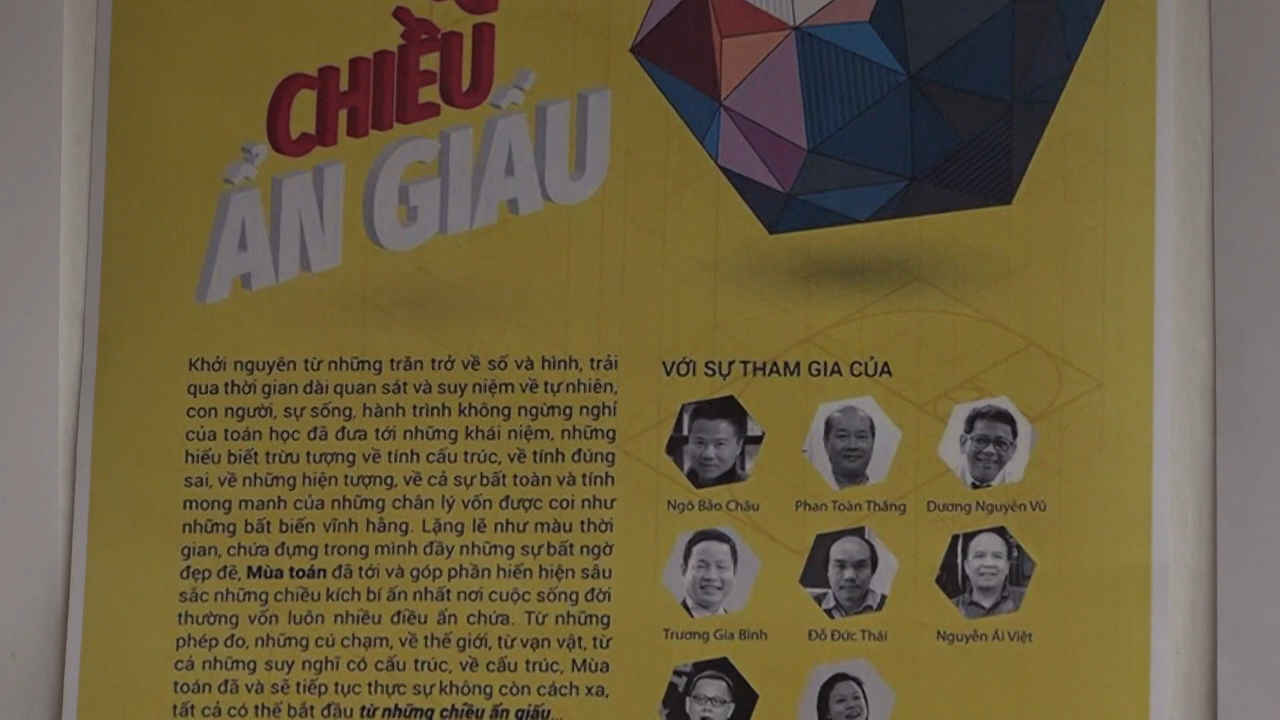 CHIỀU
ẨN GIẤU
Khởi nguyên từ những trăn trở về số và hình, trải
qua thời gian dài quan sát và suy niệm về tự nhiên,
con người, sự sống, hành trình không ngừng nghỉ
của toán học đã đưa tới những khái niệm, những
hiểu biết trừu tượng về tính cấu trúc, về tính đúng
sai, về những hiện tượng, về cả sự bất toàn và tính
mong manh của những chân lý vốn được coi như
những bất biến vĩnh hằng. Lặng lẽ như màu thời
gian, chứa đựng trong mình đầy những sự bất ngờ
đẹp đẽ, Mùa toán đã tới và góp phần hiển hiện sâu
sắc những chiều kích bí ẩn nhất nơi cuộc sống đời
thường vốn luôn nhiều điều ẩn chứa. Từ những
phép đo, những cú chạm, về thế giới, từ vạn vật, từ
cả những suy nghĩ có cấu trúc, về cấu trúc, Mùa
toán đã và sẽ tiếp tục thực sự không còn cách xa,
tất cả có thể bắt đầu từ những chiều ẩn giấu...
VỚI SỰ THAM GIA CỦA
Ngô Bảo Châu
Phan Toàn Thắng
Dương Nguyên Vũ
Trương Gia Bình
Đỗ Đức Thái
Nguyễn Ái Việt